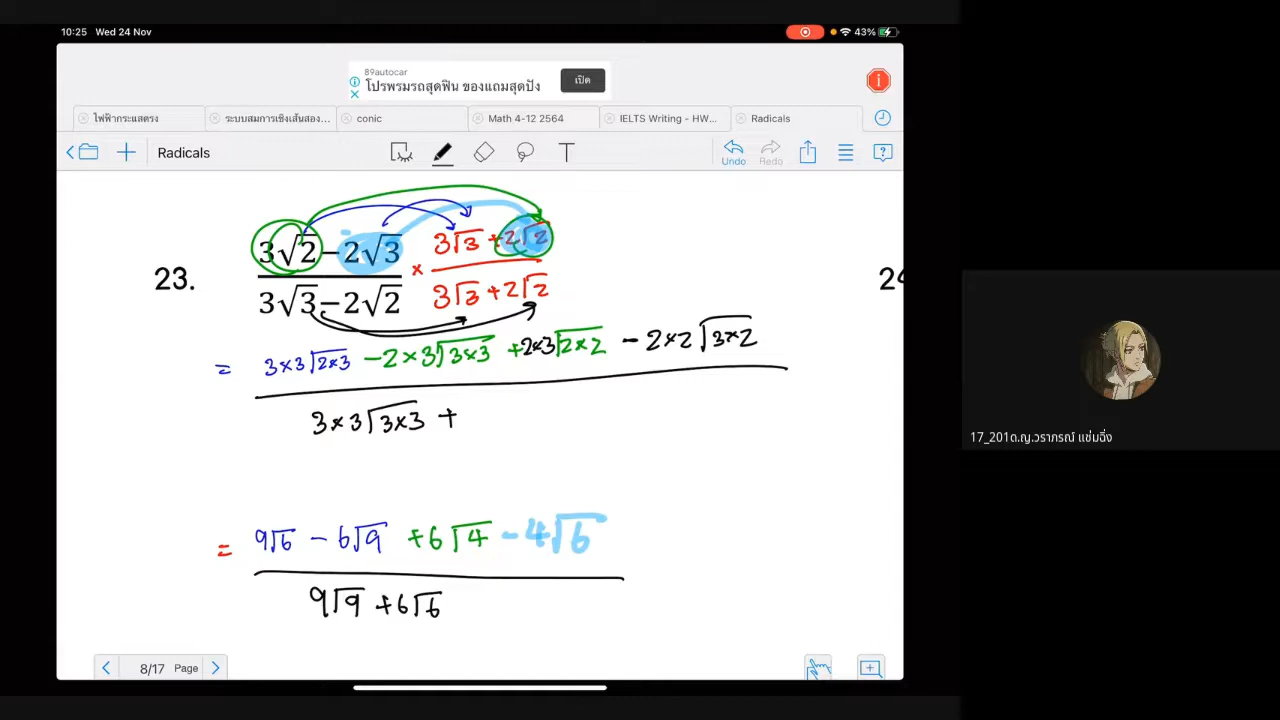 10:25 Wed 24 Nov 43%
89autocar
โปรพรมรถสุดฟิน ของแถมสุดปัง
เปิด
ไฟฟ้ากระแสตรง ระบบสมการเชิงเส้นสอง... conic Math 4-12 2564 IELTS Writing - HW... Radicals
Radicals T Undo Redo
23. (3√2 − 2√3)/(3√3 − 2√2) × (3√3 + 2√2)/(3√3 + 2√2)
24
= 3×3√2×3 − 2×3√3×3 + 2×3√2×2 − 2×2√3×2
3×3√3×3 +
= 9√6 − 6√9 + 6√4 − 4√6
9√9 + 6√6
8/17 Page
17_201ด.ญ.วราภรณ์ แช่มฉิ่ง